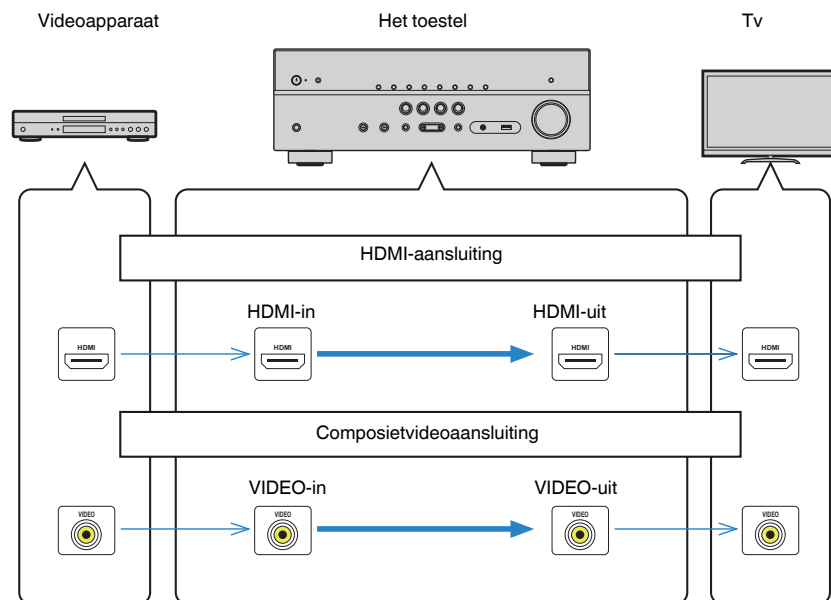 Videoapparaat
Het toestel
Tv
HDMI-aansluiting
HDMI-in
HDMI-uit
HDMI
HDMI
HDMI
HDMI
Composietvideoaansluiting
VIDEO-in
VIDEO-uit
VIDEO
VIDEO
VIDEO
VIDEO